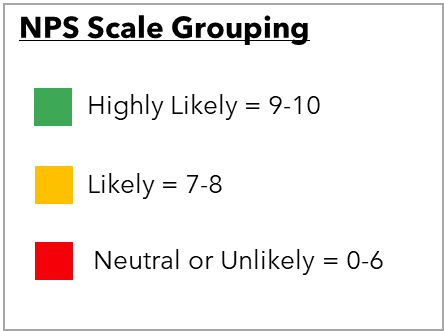 NPS Scale Grouping
Highly Likely = 9-10
Likely = 7-8
Neutral or Unlikely = 0-6